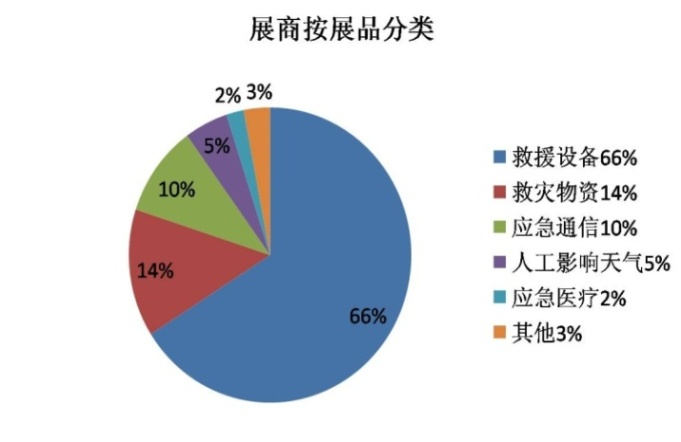 展商按展品分类
2%
3%
5%
10%
14%
66%
救援设备66%
救灾物资14%
应急通信10%
人工影响天气5%
应急医疗2%
其他3%